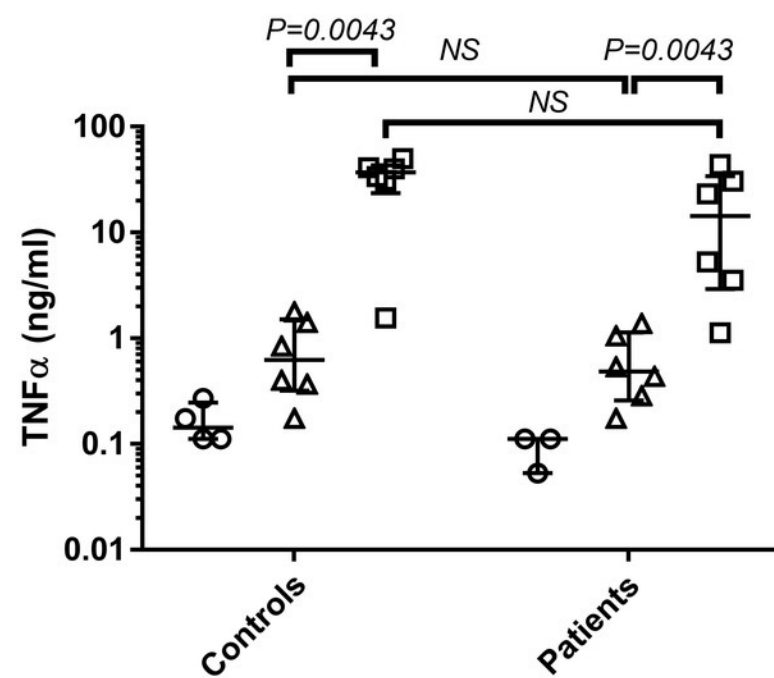 P=0.0043
NS
P=0.0043
NS
100
10
1
0.1
0.01
TNFα (ng/ml)
Controls
Patients